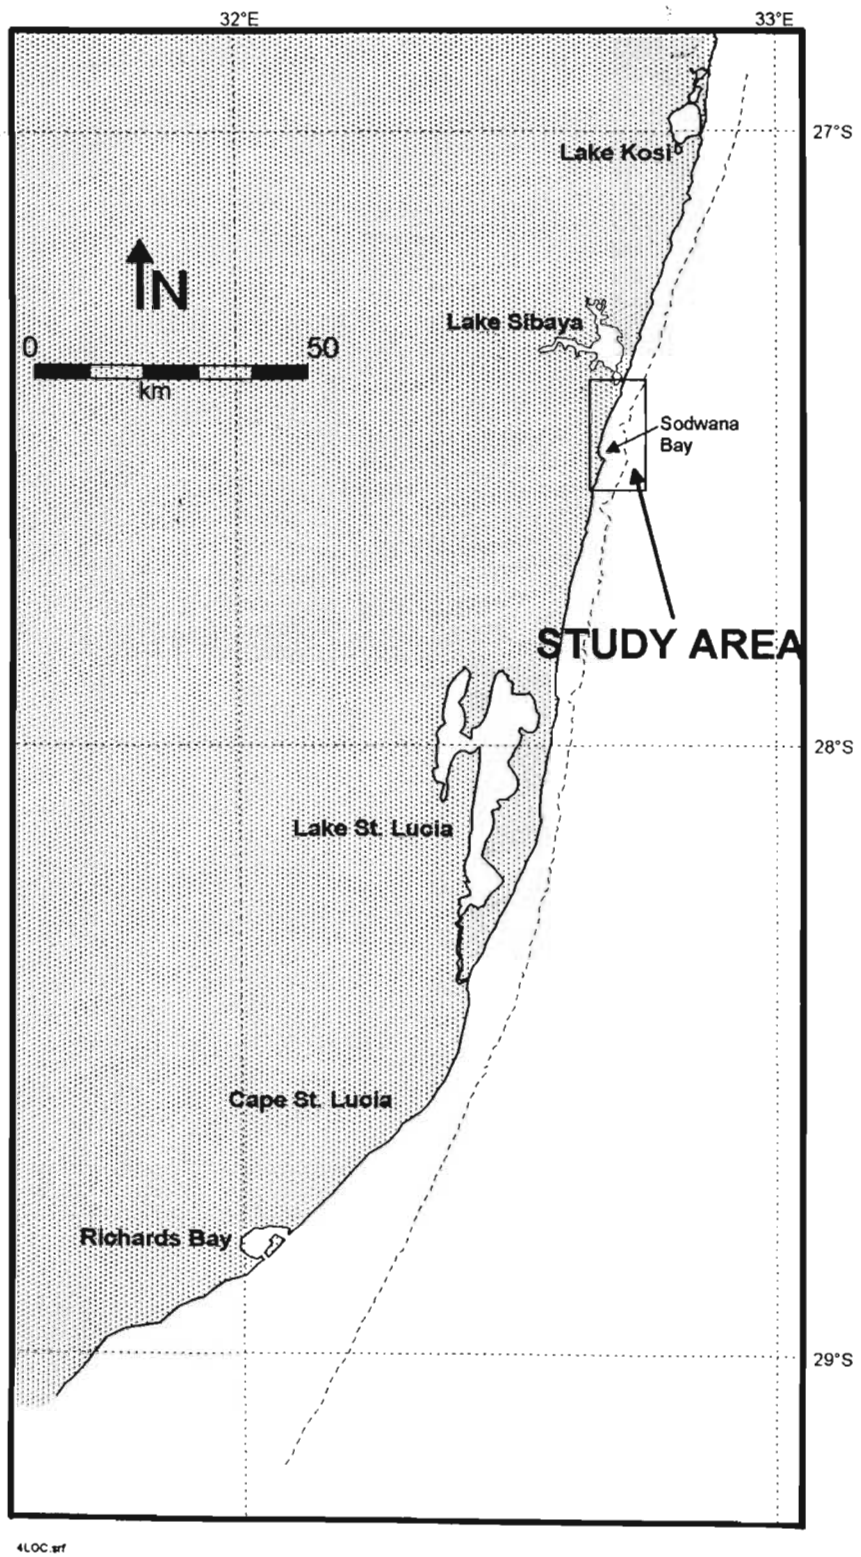 32°E 33°E
27°S
Lake Kosi
N
Lake Sibaya
0 50
km
Sodwana
Bay
STUDY AREA
28°S
Lake St. Lucia
Cape St. Lucia
Richards Bay
29°S
4LOC.srf